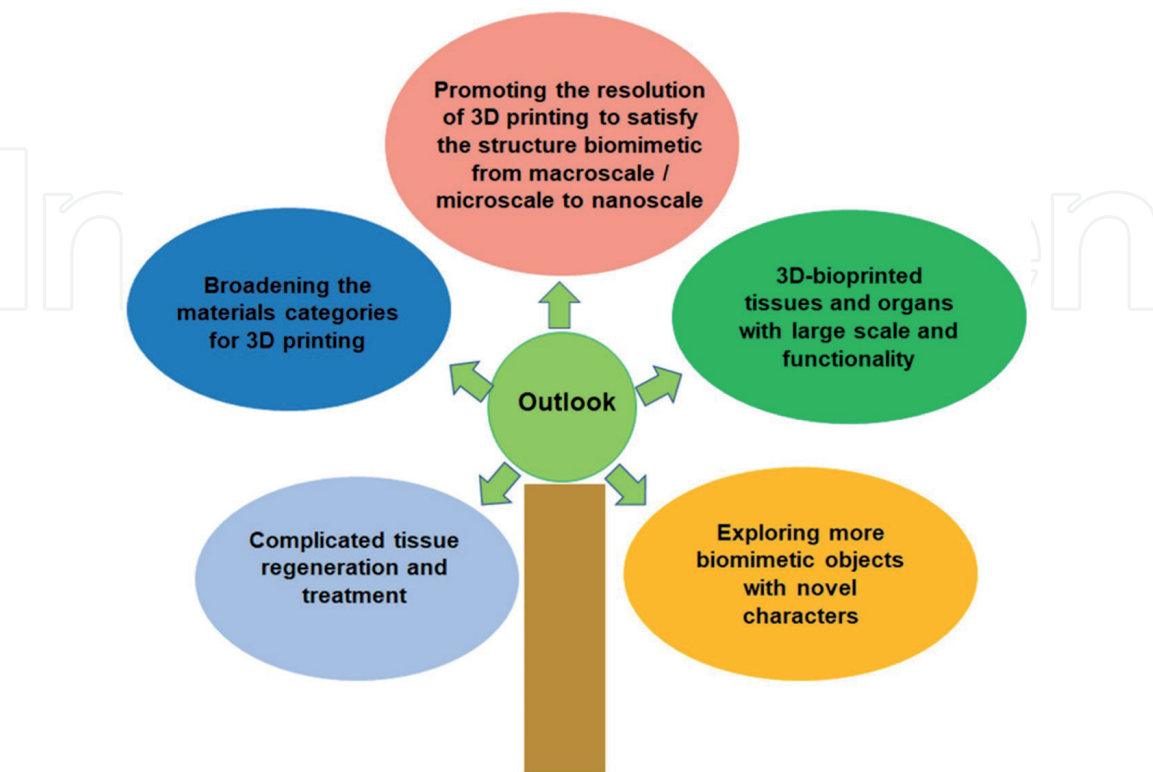 Promoting the resolution
of 3D printing to satisfy
the structure biomimetic
from macroscale /
microscale to nanoscale
Broadening the
materials categories
for 3D printing
3D-bioprinted
tissues and organs
with large scale and
functionality
Outlook
Complicated tissue
regeneration and
treatment
Exploring more
biomimetic objects
with novel
characters